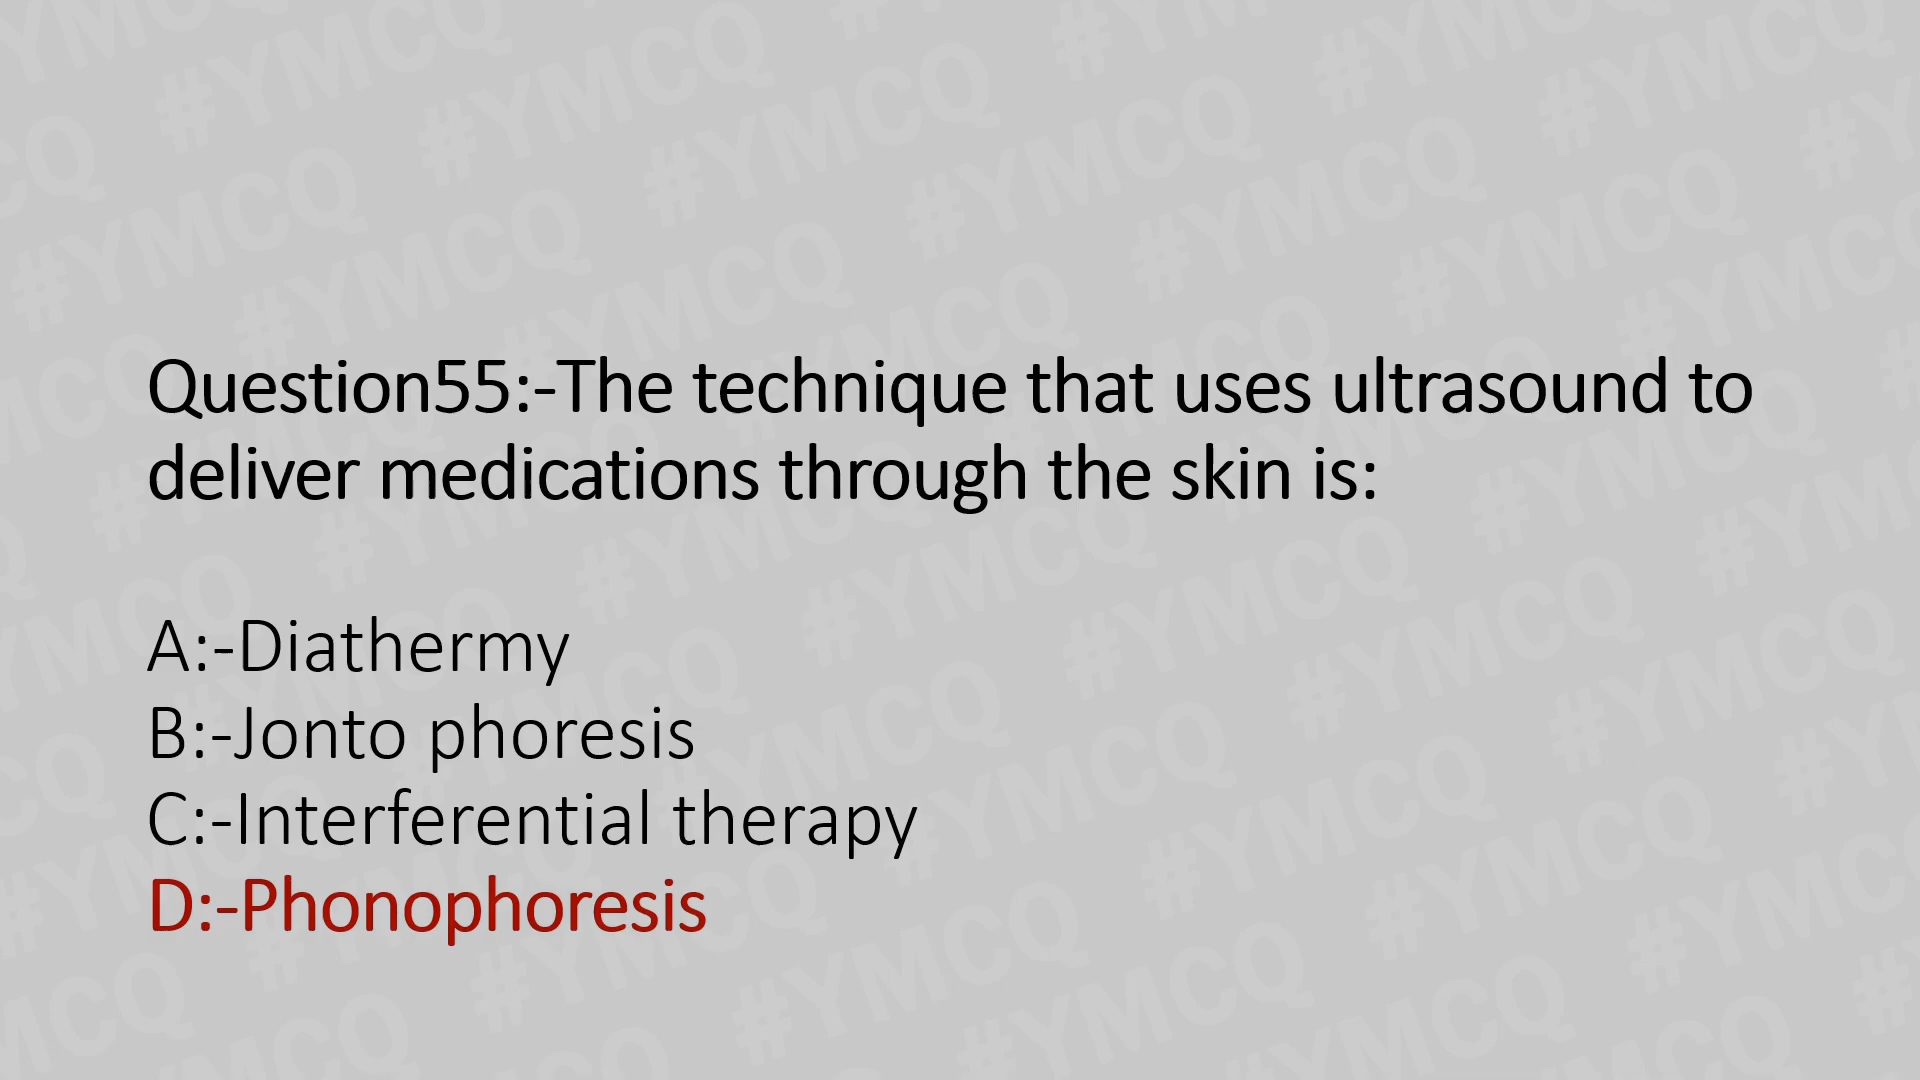 Question55:-The technique that uses ultrasound to
deliver medications through the skin is:
A:-Diathermy
B:-Jonto phoresis
C:-Interferential therapy
D:-Phonophoresis
#YMCQ